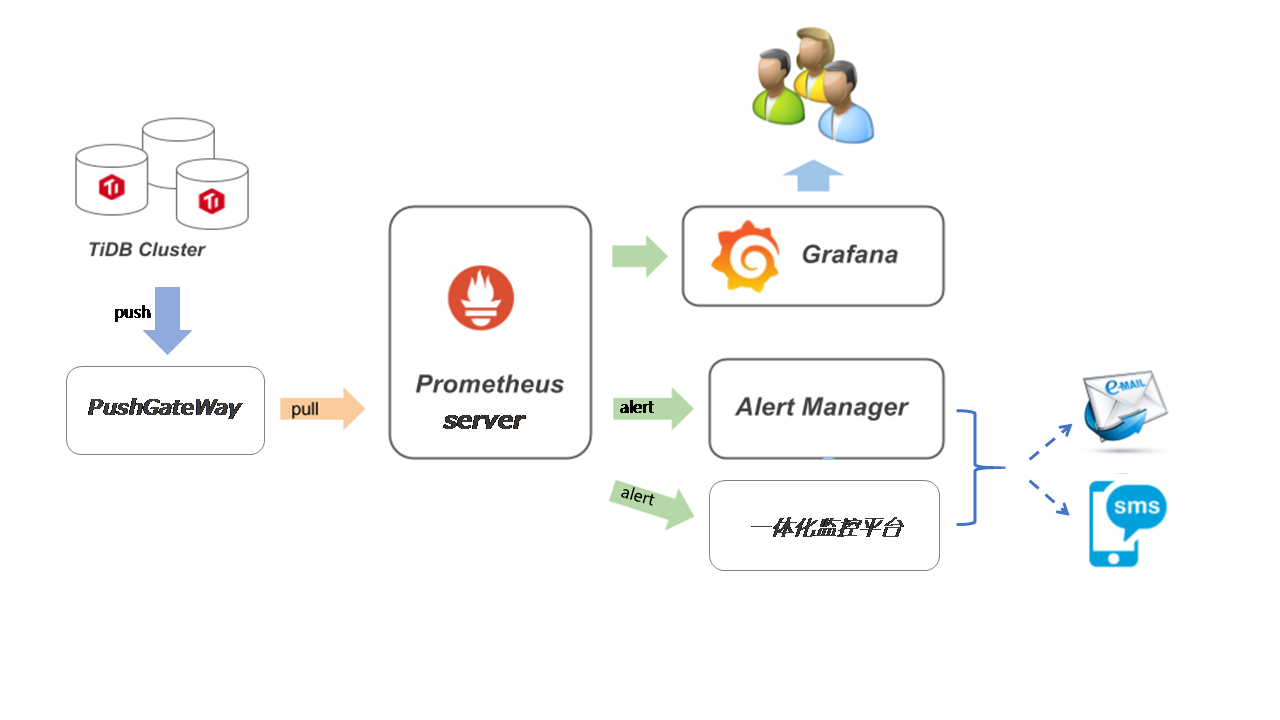 TiDB Cluster
push
PushGateWay
pull
Prometheus
server
Grafana
alert
Alert Manager
alert
一体化监控平台
e-MAIL
sms